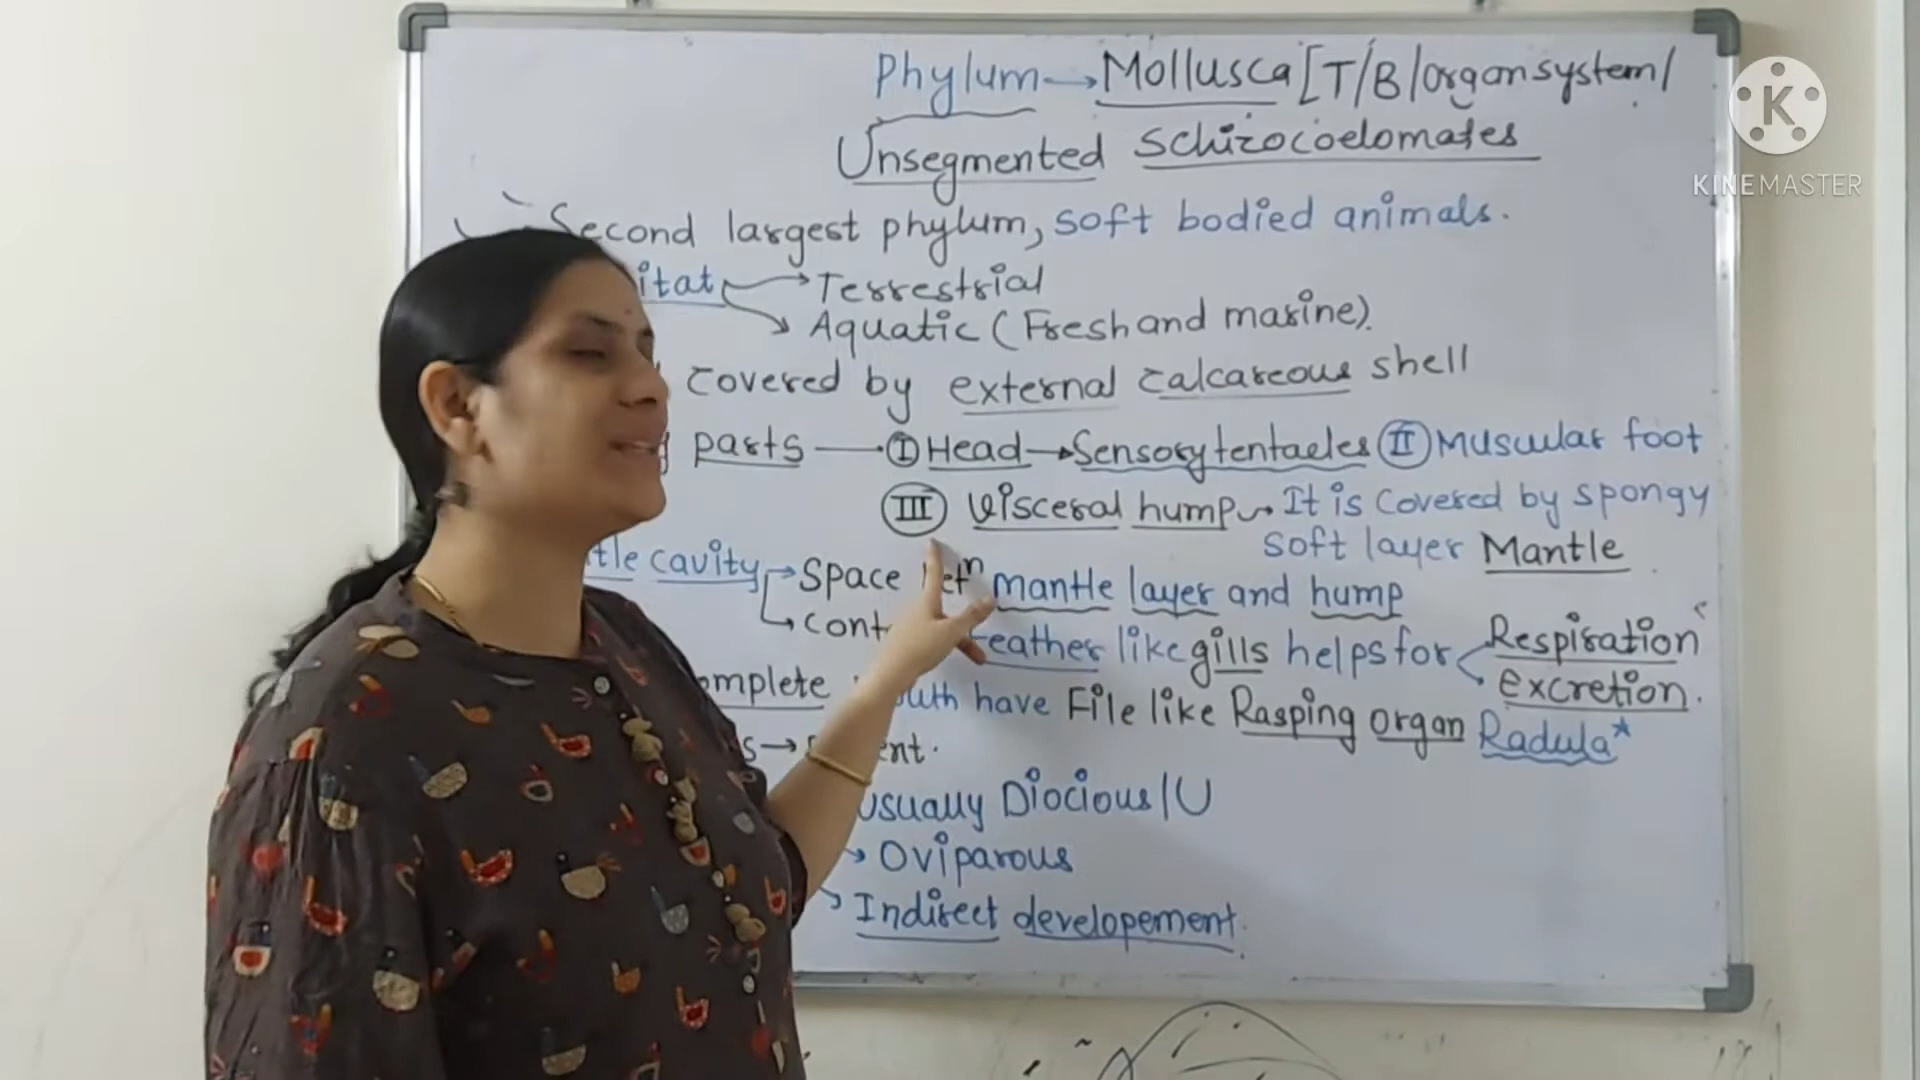 Phylum → Mollusca [T/B/organ system/
Unsegmented schizocoelomates
Second largest phylum, soft bodied animals.
itat → Terrestrial
→ Aquatic (Fresh and marine).
covered by external calcareous shell
parts — I Head → Sensory tentacles II Muscular foot
III Visceral hump → It is covered by spongy
soft layer Mantle
tle cavity → Space betn mantle layer and hump
→ cont feather like gills helps for Respiration
excretion.
omplete outh have File like Rasping organ Radula*
s → ent.
usually Diocious/U
→ Oviparous
→ Indirect developement.
K
KINEMASTER